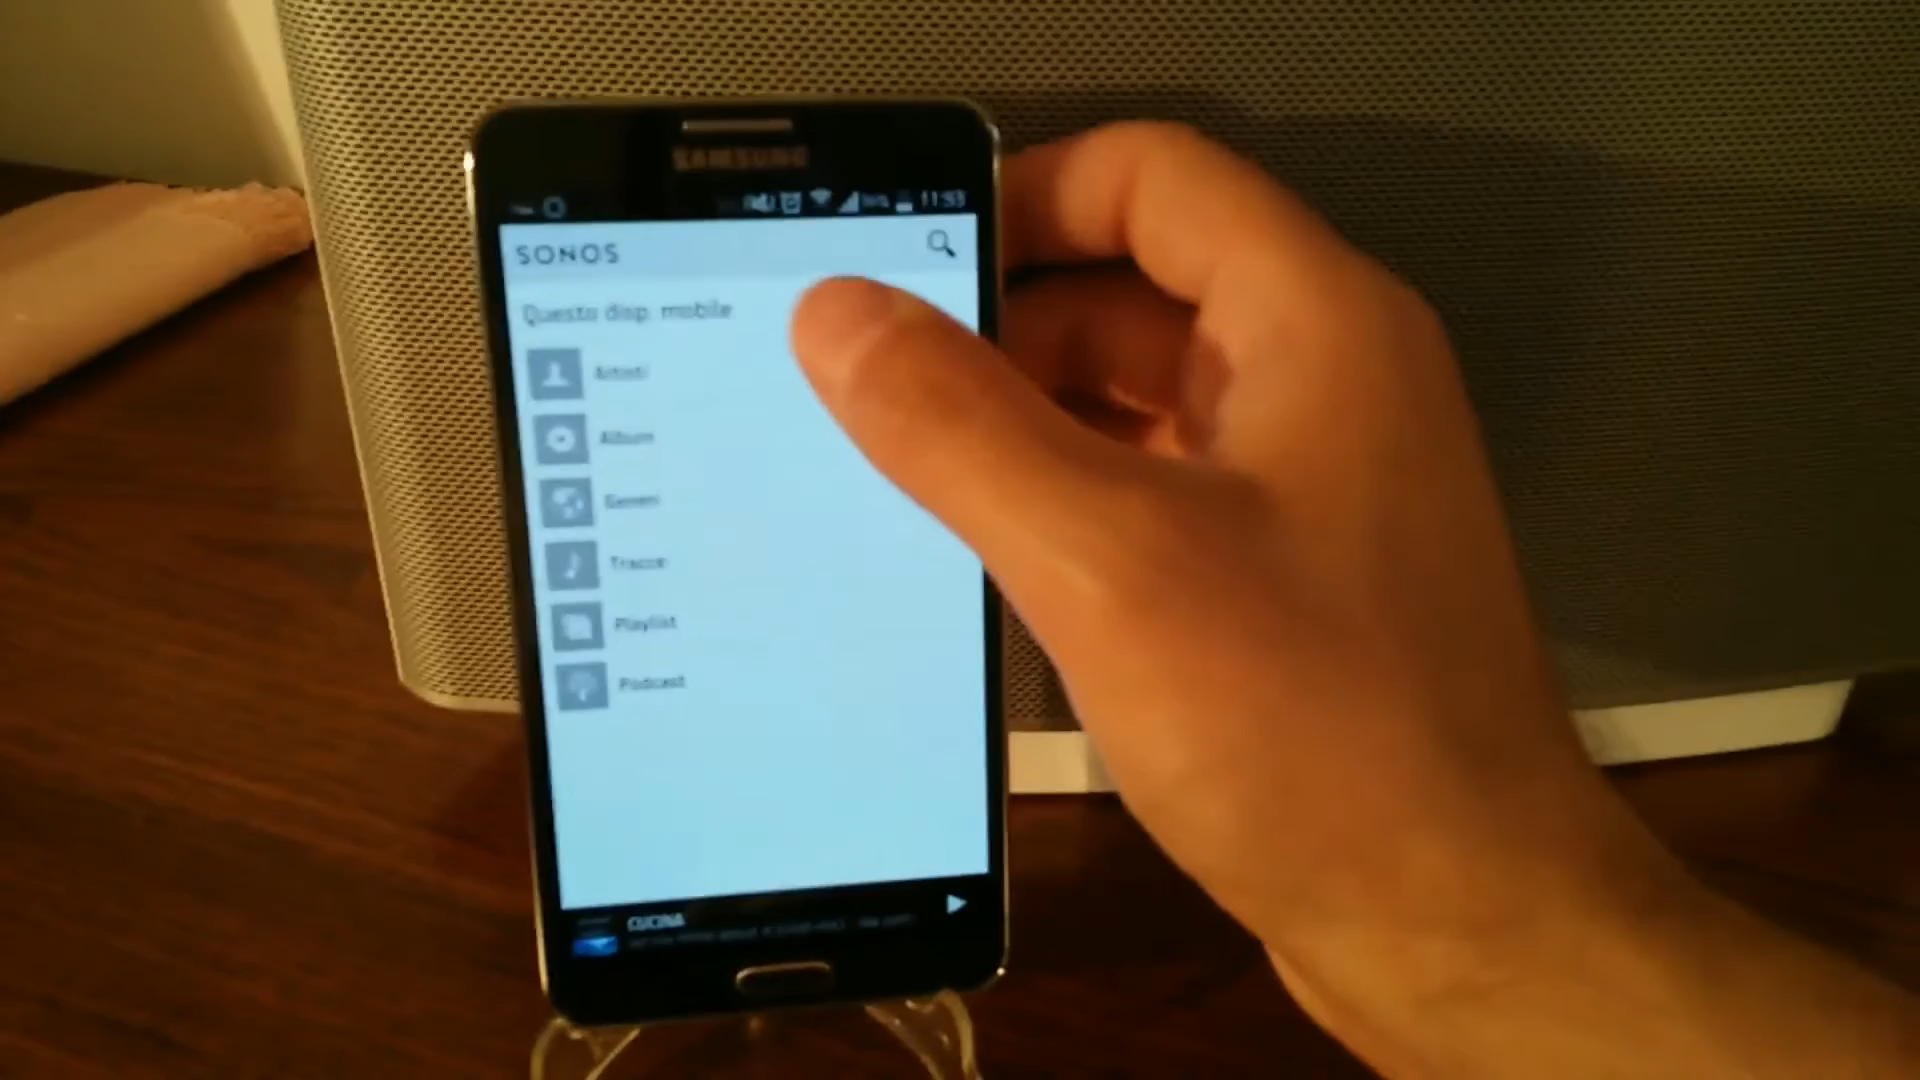 SAMSUNG
11:53
SONOS
Questo disp. mobile
Artisti
Album
Generi
Tracce
Playlist
Podcast
CUCINA